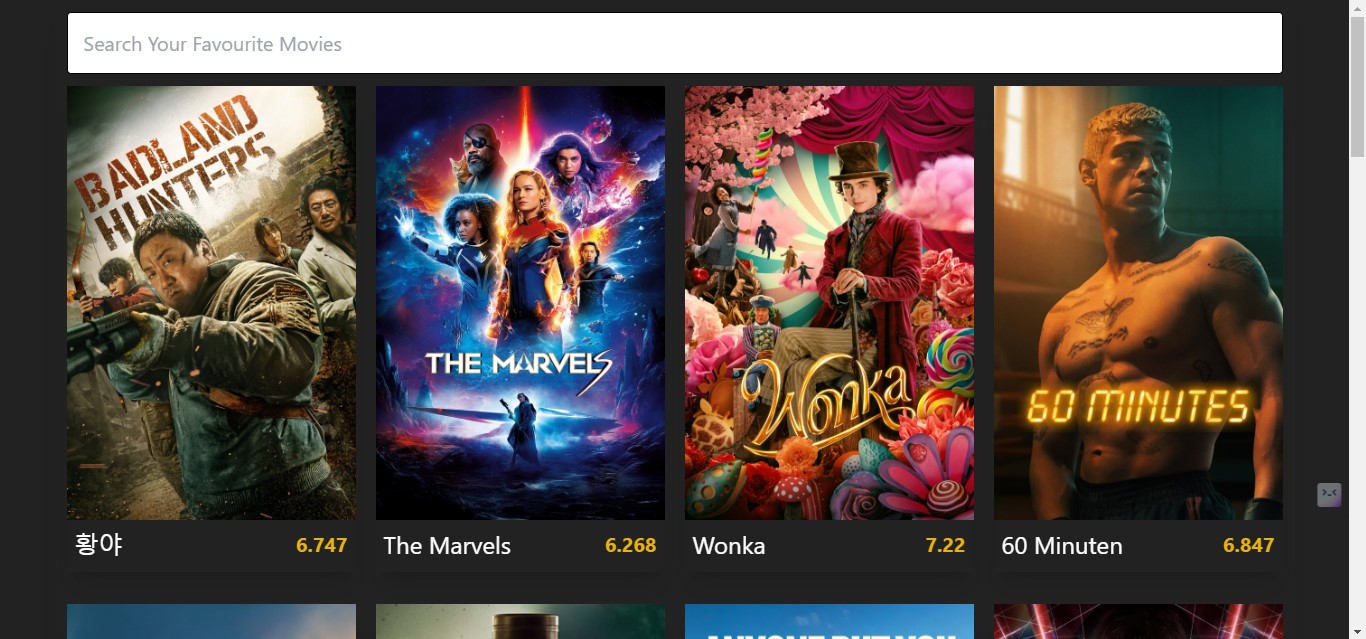 Search Your Favourite Movies
BADLAND
HUNTERS
THE MARVELS
Wonka
60 MINUTES
황야
6.747
The Marvels
6.268
Wonka
7.22
60 Minuten
6.847
ANYONE BUT YOU